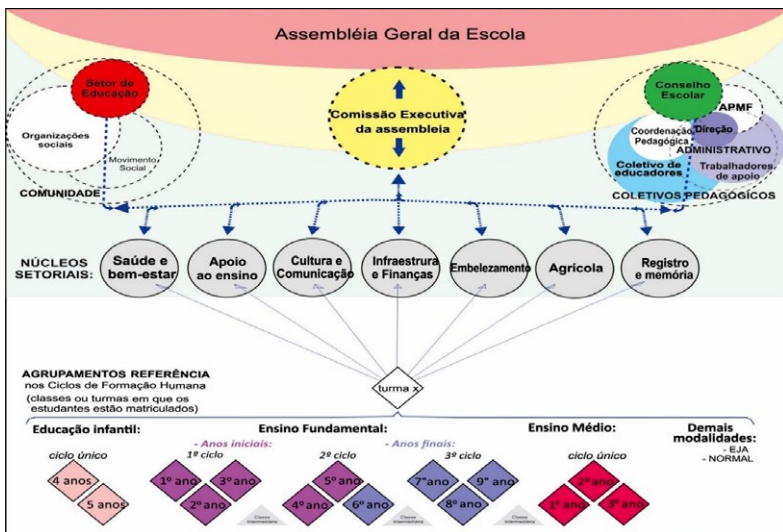 Assembléia Geral da Escola
Setor de
Educação
Organizações
sociais
Movimento
Social
COMUNIDADE
Comissão Executiva
da assembleia
Conselho
Escolar
APMF
Coordenação
Pedagógica
Direção
ADMINISTRATIVO
Coletivo de
educadores
Trabalhadores
de apoio
COLETIVOS PEDAGÓGICOS
NÚCLEOS
SETORIAIS:
Saúde e
bem-estar
Apoio
ao ensino
Cultura e
Comunicação
Infraestrura
e Finanças
Embelezamento
Agrícola
Registro
e memória
AGRUPAMENTOS REFERÊNCIA
nos Ciclos de Formação Humana
(classes ou turmas em que os
estudantes estão matriculados)
turma x
Educação infantil:
ciclo único
4 anos
5 anos
Ensino Fundamental:
- Anos iniciais:
1º ciclo
1º ano
2º ano
3º ano
Classe
Intermediária
2º ciclo
4º ano
5º ano
6º ano
Classe
Intermediária
- Anos finais:
3º ciclo
7º ano
8º ano
9º ano
Classe
Intermediária
Ensino Médio:
ciclo único
1º ano
2º ano
3º ano
Demais
modalidades:
- EJA
- NORMAL